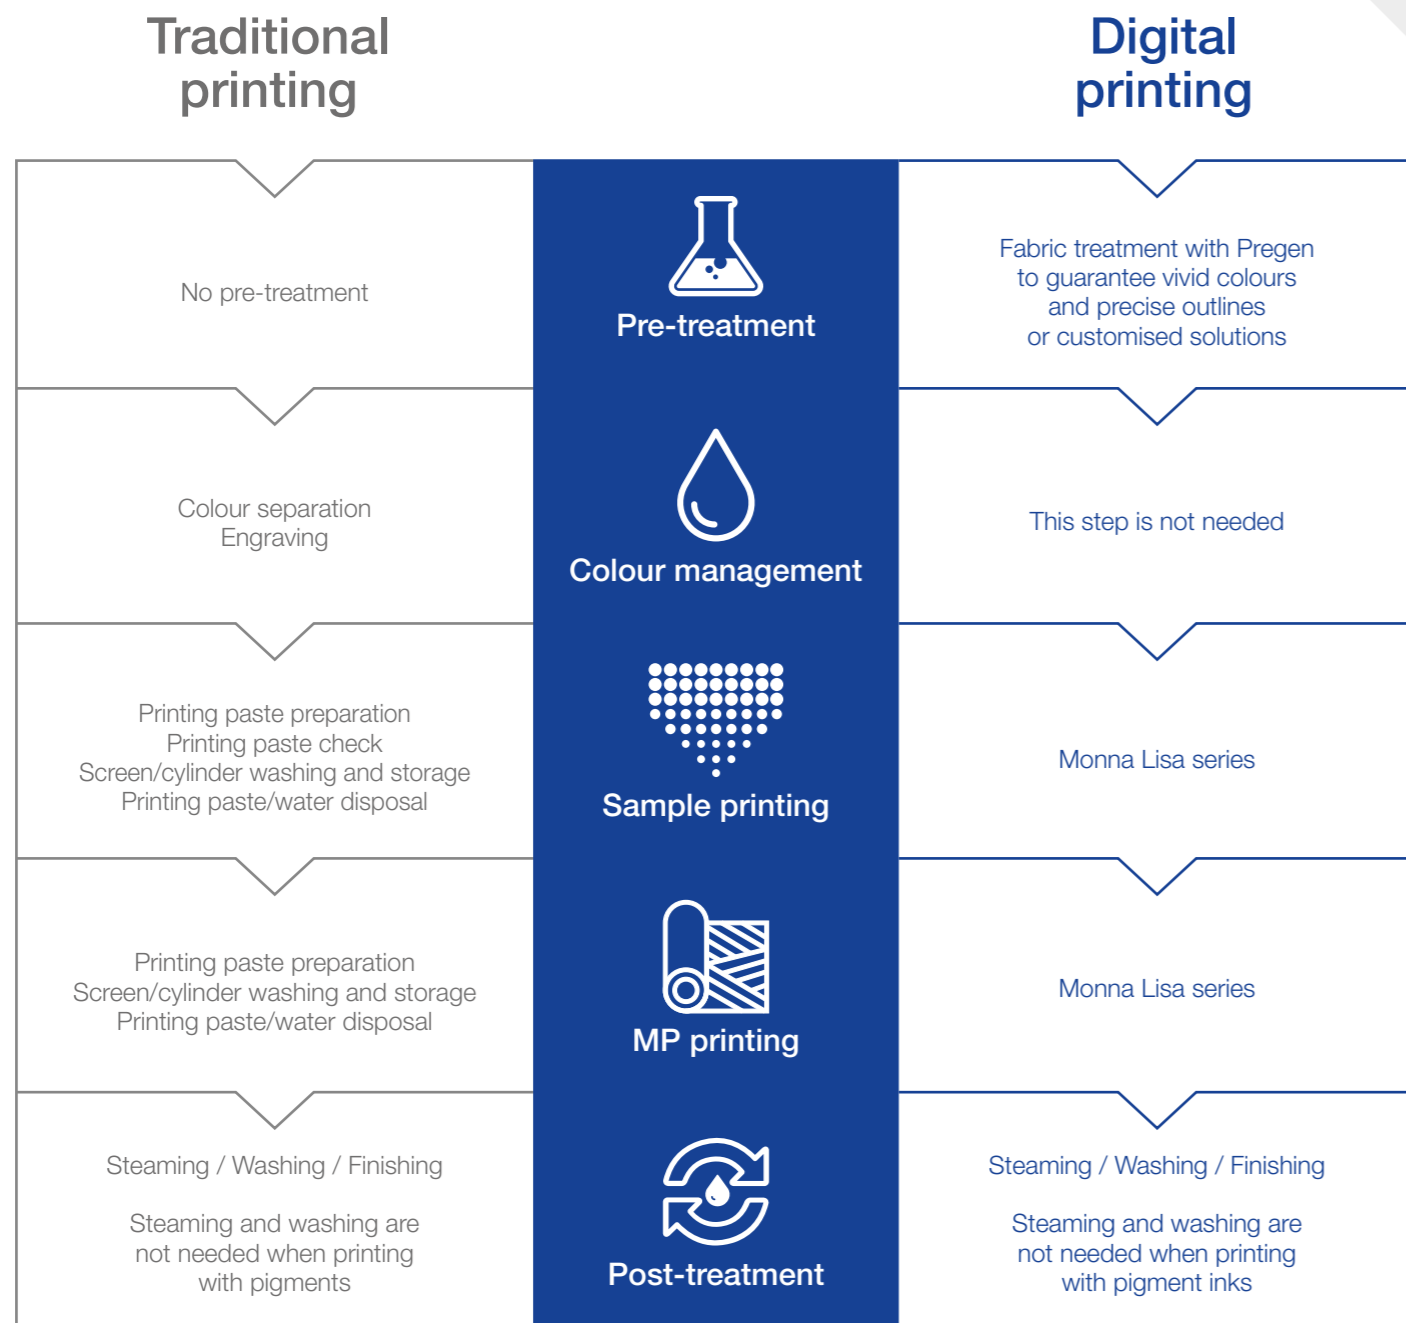 Traditional
printing
Digital
printing
No pre-treatment
Pre-treatment
Fabric treatment with Pregen
to guarantee vivid colours
and precise outlines
or customised solutions
Colour separation
Engraving
Colour management
This step is not needed
Printing paste preparation
Printing paste check
Screen/cylinder washing and storage
Printing paste/water disposal
Sample printing
Monna Lisa series
Printing paste preparation
Screen/cylinder washing and storage
Printing paste/water disposal
MP printing
Monna Lisa series
Steaming / Washing / Finishing
Steaming and washing are
not needed when printing
with pigments
Post-treatment
Steaming / Washing / Finishing
Steaming and washing are
not needed when printing
with pigment inks